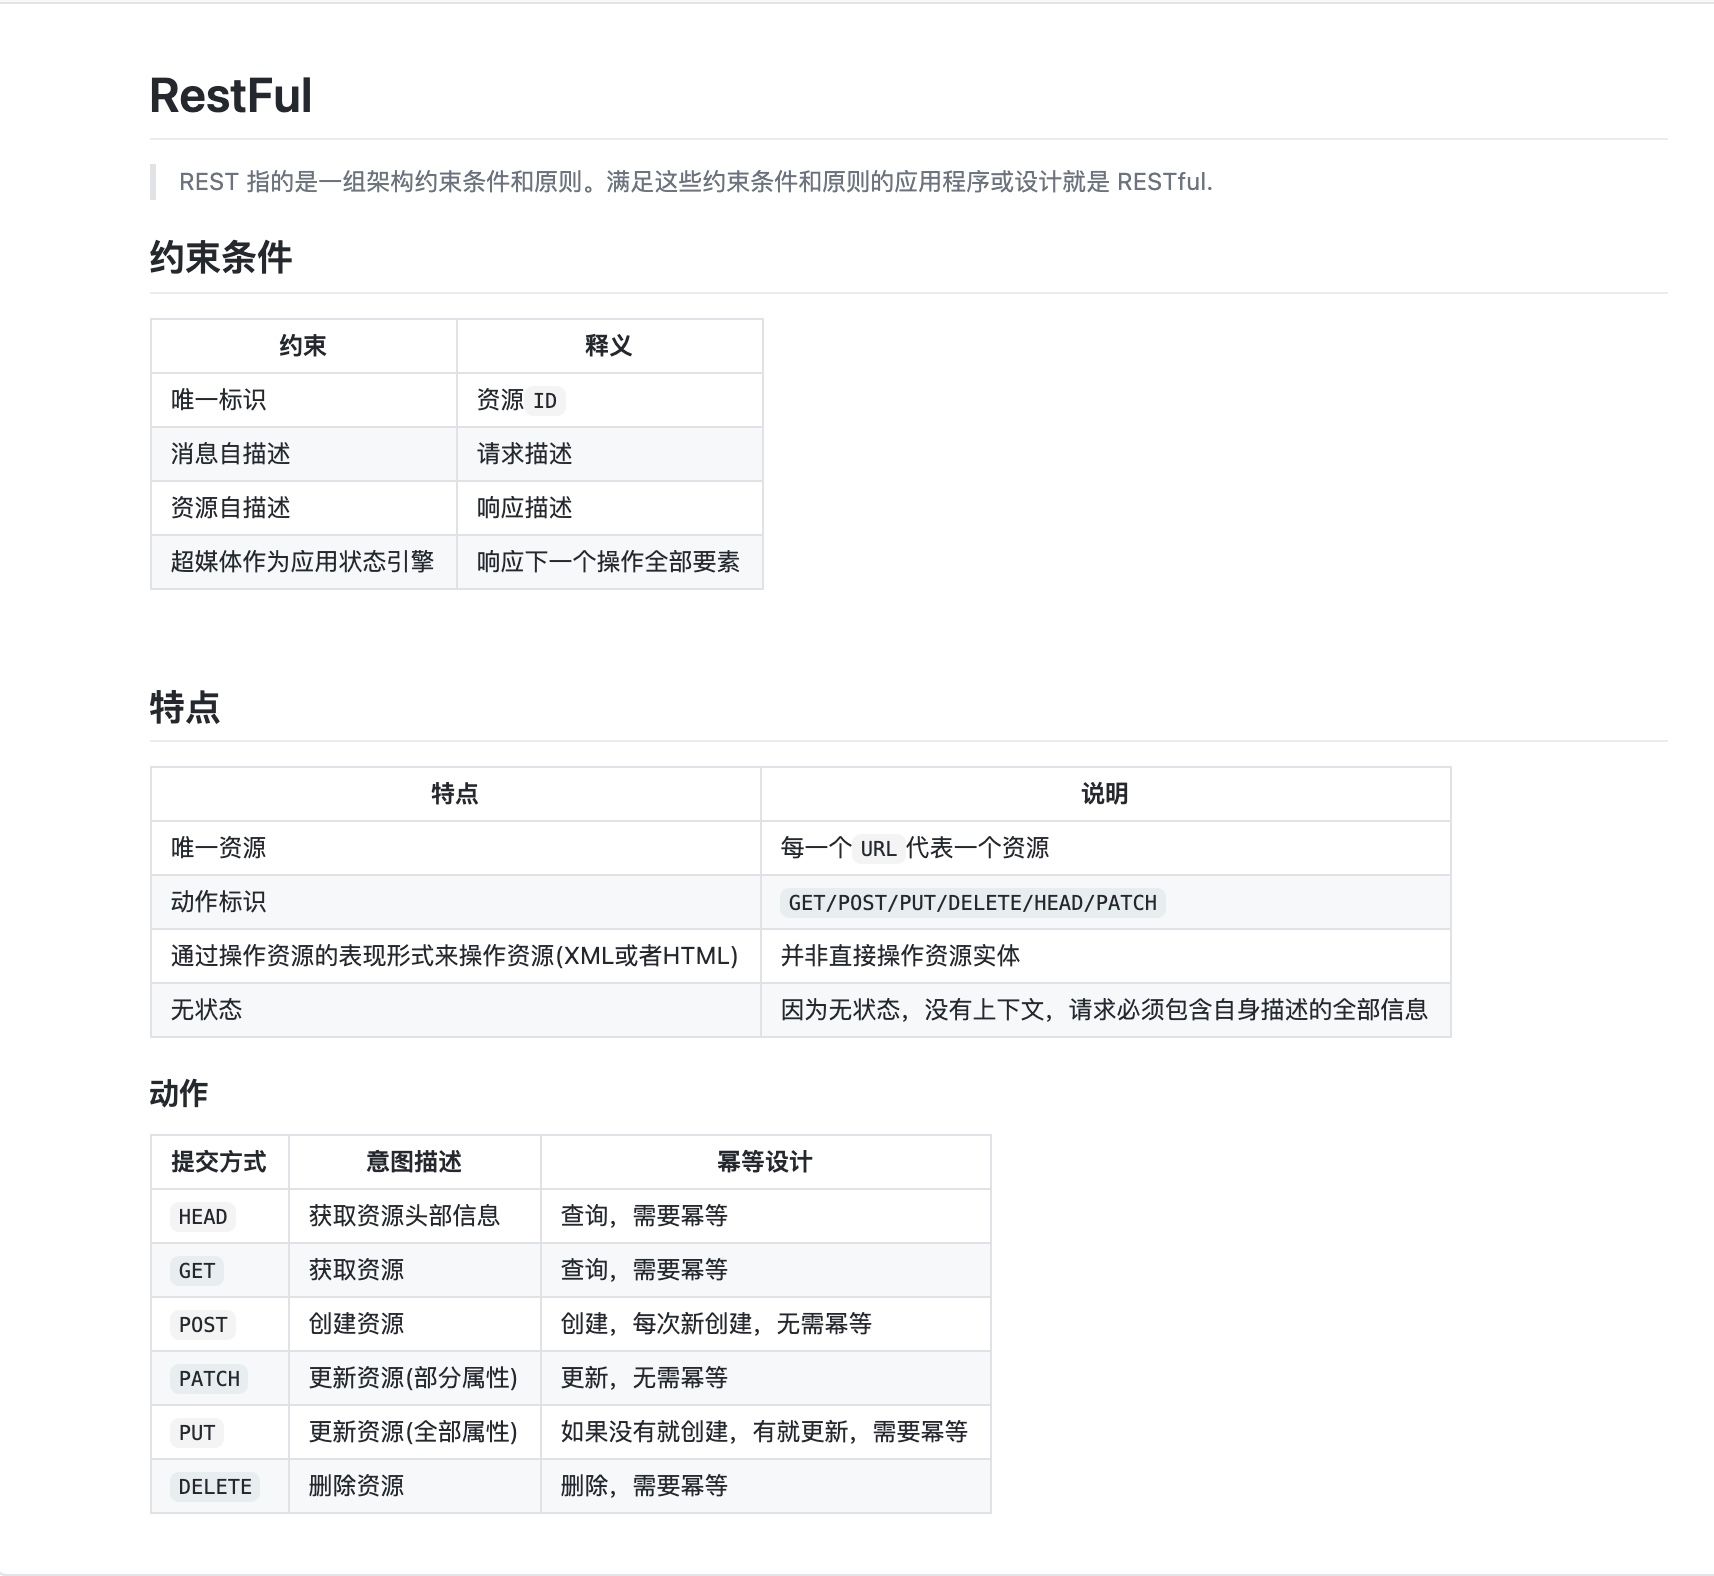 RestFul
REST 指的是一组架构约束条件和原则。满足这些约束条件和原则的应用程序或设计就是 RESTful.
约束条件
约束 释义
唯一标识 资源 ID
消息自描述 请求描述
资源自描述 响应描述
超媒体作为应用状态引擎 响应下一个操作全部要素
特点
特点 说明
唯一资源 每一个 URL 代表一个资源
动作标识 GET/POST/PUT/DELETE/HEAD/PATCH
通过操作资源的表现形式来操作资源(XML或者HTML) 并非直接操作资源实体
无状态 因为无状态，没有上下文，请求必须包含自身描述的全部信息
动作
提交方式 意图描述 幂等设计
HEAD 获取资源头部信息 查询，需要幂等
GET 获取资源 查询，需要幂等
POST 创建资源 创建，每次新创建，无需幂等
PATCH 更新资源(部分属性) 更新，无需幂等
PUT 更新资源(全部属性) 如果没有就创建，有就更新，需要幂等
DELETE 删除资源 删除，需要幂等